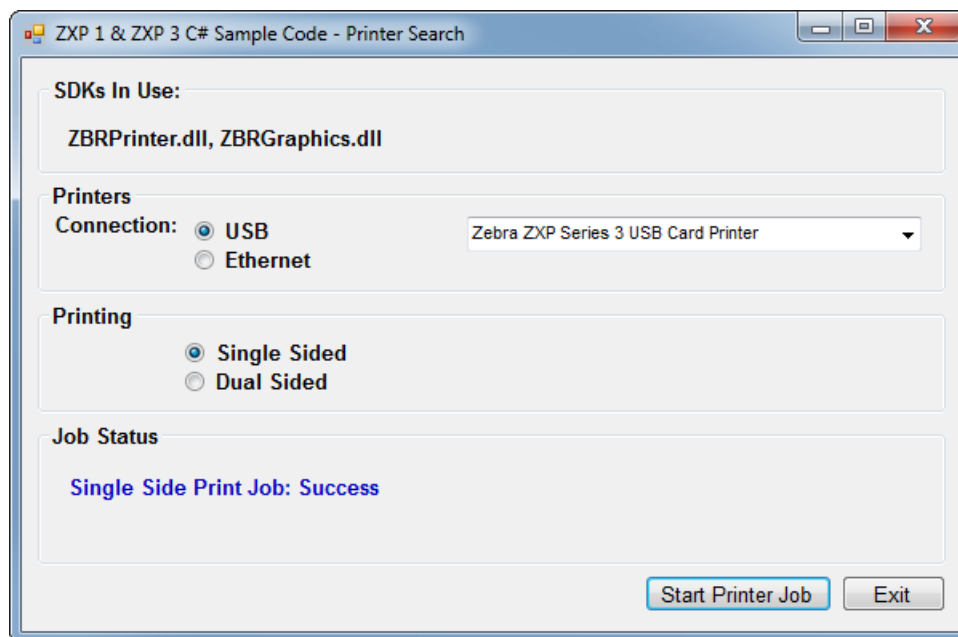 ZXP 1 & ZXP 3 C# Sample Code - Printer Search
SDKs In Use:
ZBRPrinter.dll, ZBRGraphics.dll
Printers
Connection:
USB
Zebra ZXP Series 3 USB Card Printer
Ethernet
Printing
Single Sided
Dual Sided
Job Status
Single Side Print Job: Success
Start Printer Job
Exit